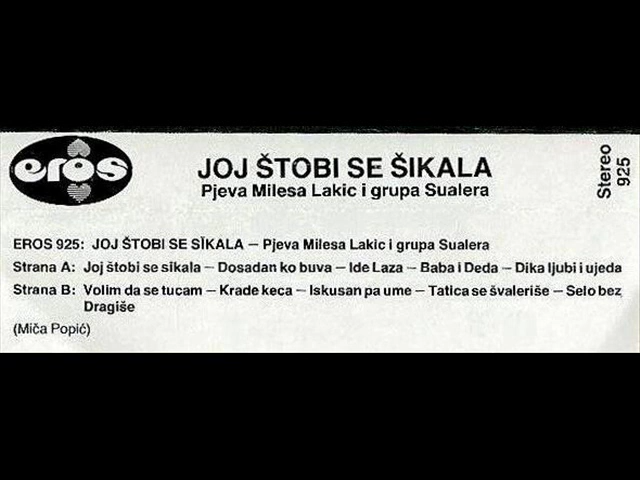 eros
JOJ ŠTOBI SE ŠIKALA
Pjeva Milesa Lakic i grupa Sualera
Stereo
925
EROS 925: JOJ ŠTOBI SE SĪKALA – Pjeva Milesa Lakic i grupa Sualera
Strana A: Joj štobi se sikala – Dosadan ko buva – Ide Laza – Baba i Deda – Dika ljubi i ujeda
Strana B: Volim da se tucam – Krade keca – Iskusan pa ume – Tatica se švaleriše – Selo bez
Dragiše
(Miča Popić)